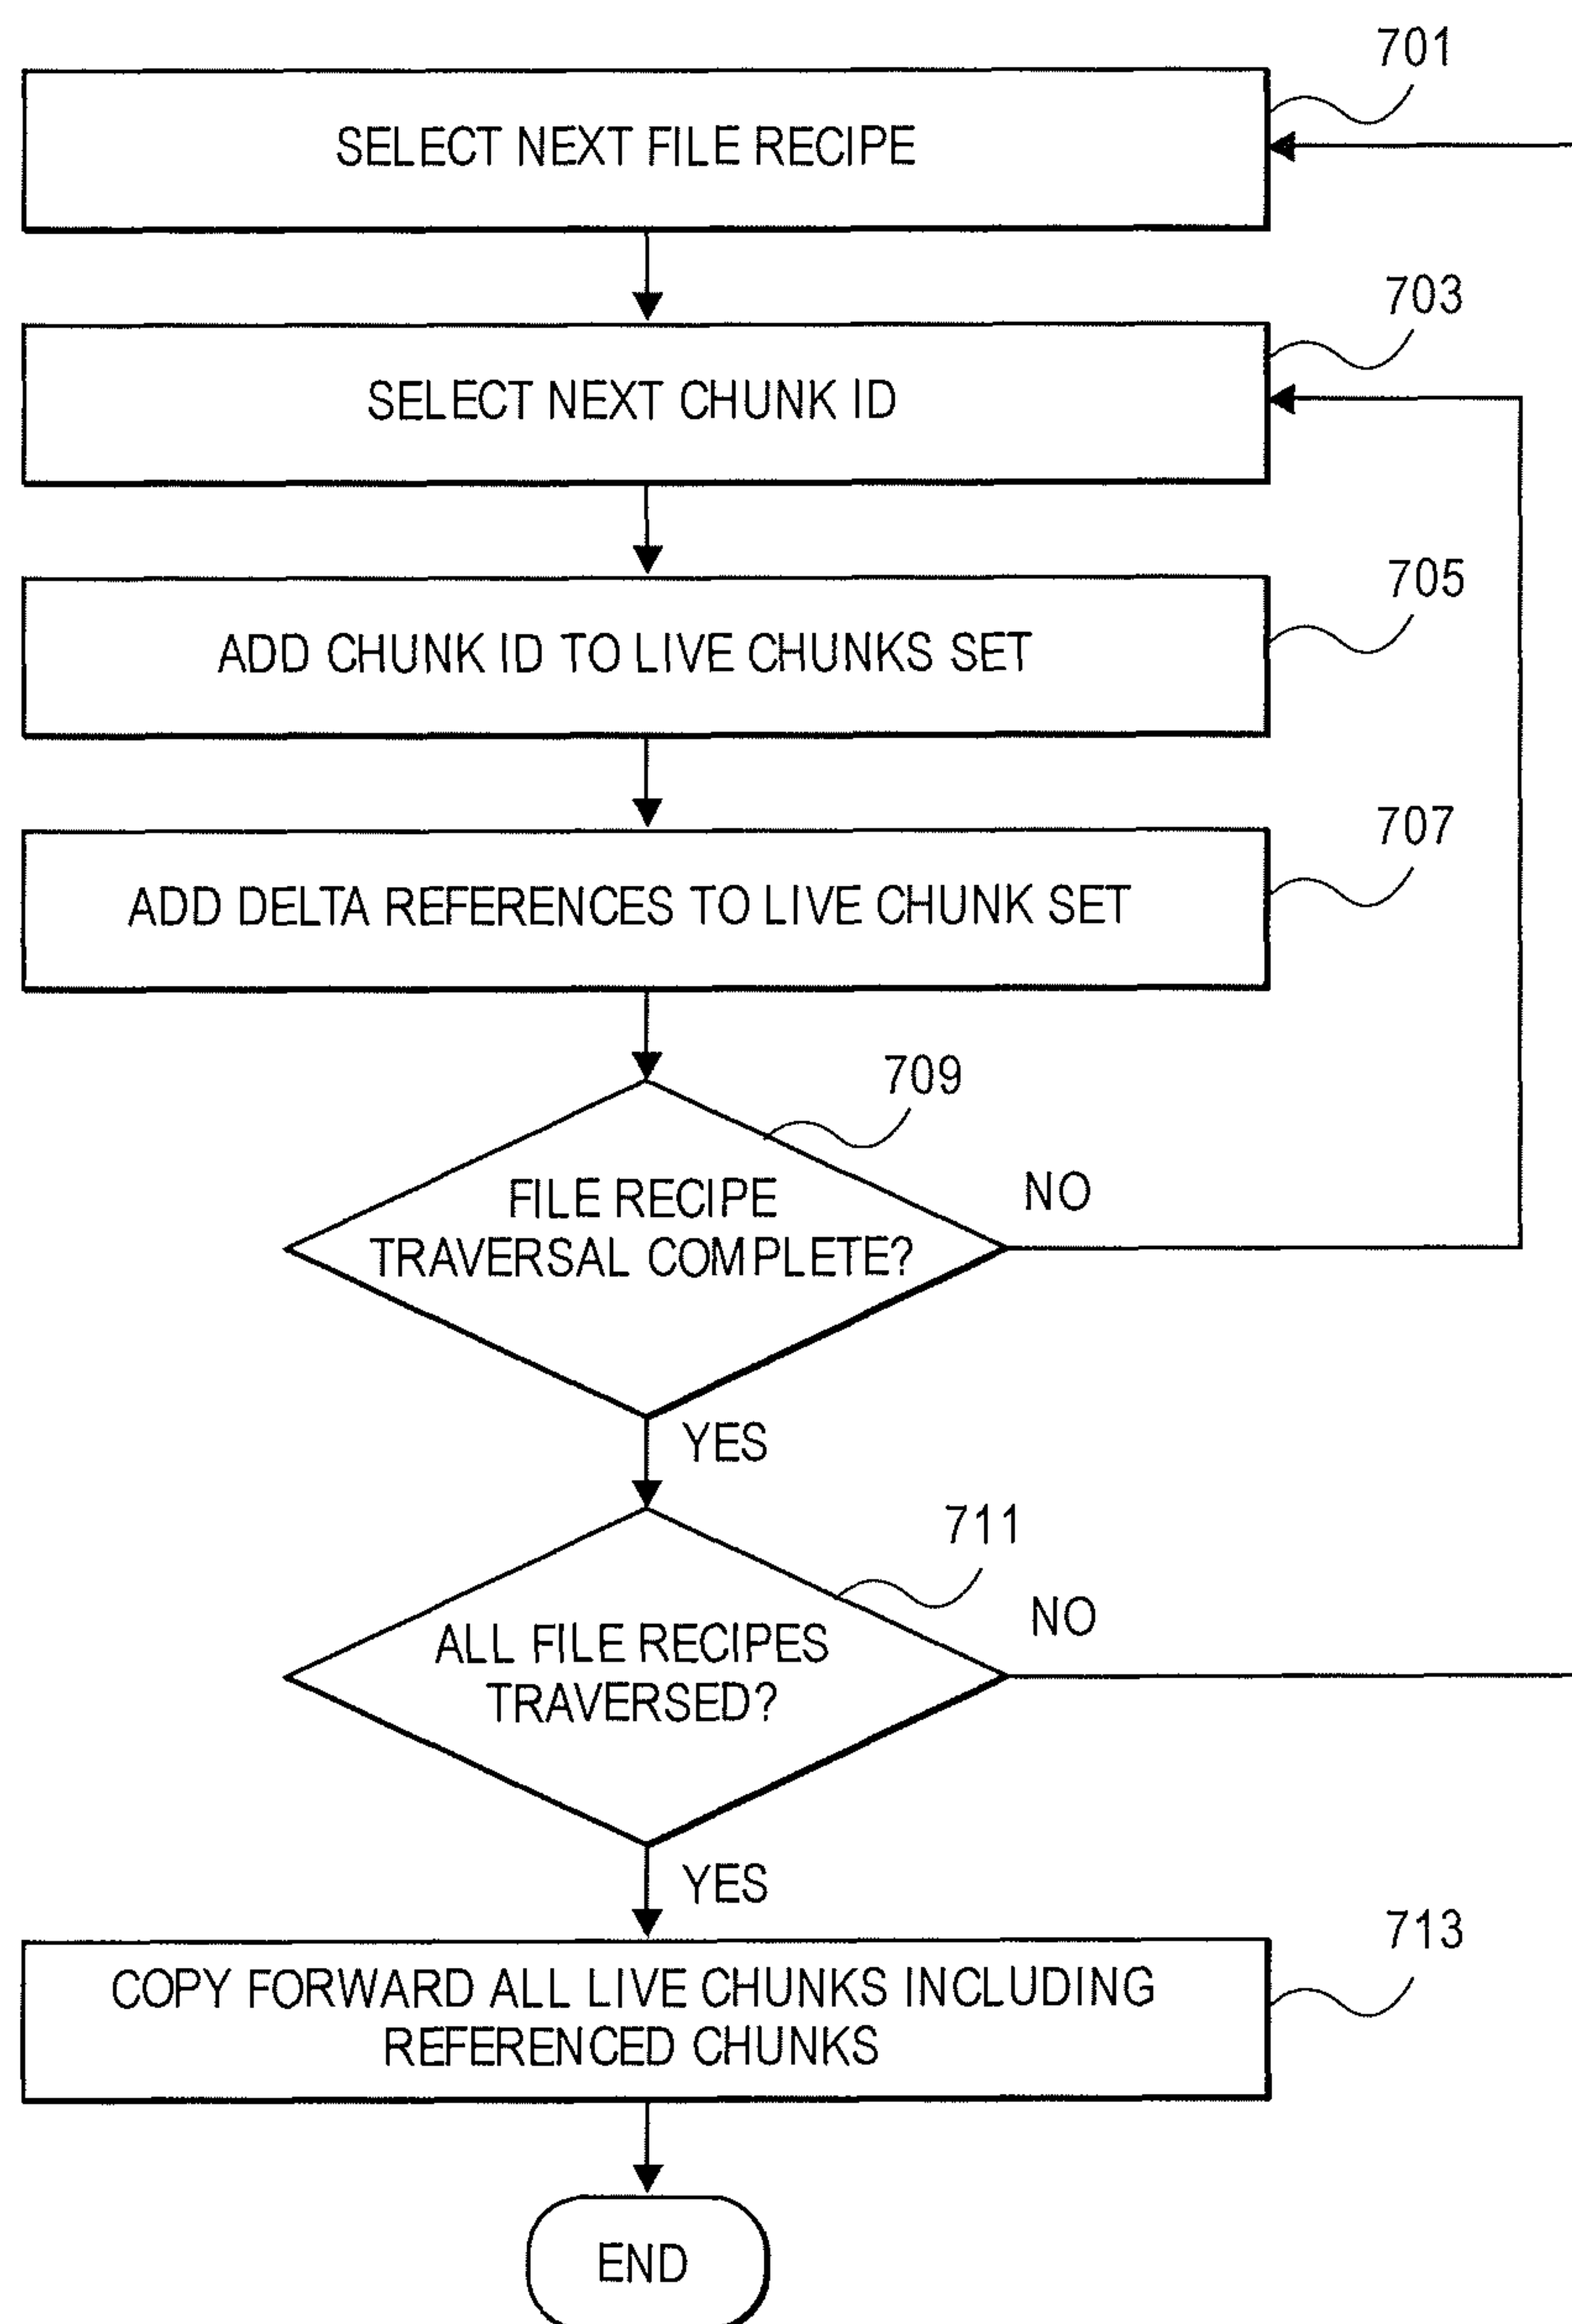 701
SELECT NEXT FILE RECIPE
703
SELECT NEXT CHUNK ID
705
ADD CHUNK ID TO LIVE CHUNKS SET
707
ADD DELTA REFERENCES TO LIVE CHUNK SET
709
FILE RECIPE
TRAVERSAL COMPLETE?
NO
YES
711
ALL FILE RECIPES
TRAVERSED?
NO
YES
713
COPY FORWARD ALL LIVE CHUNKS INCLUDING
REFERENCED CHUNKS
END